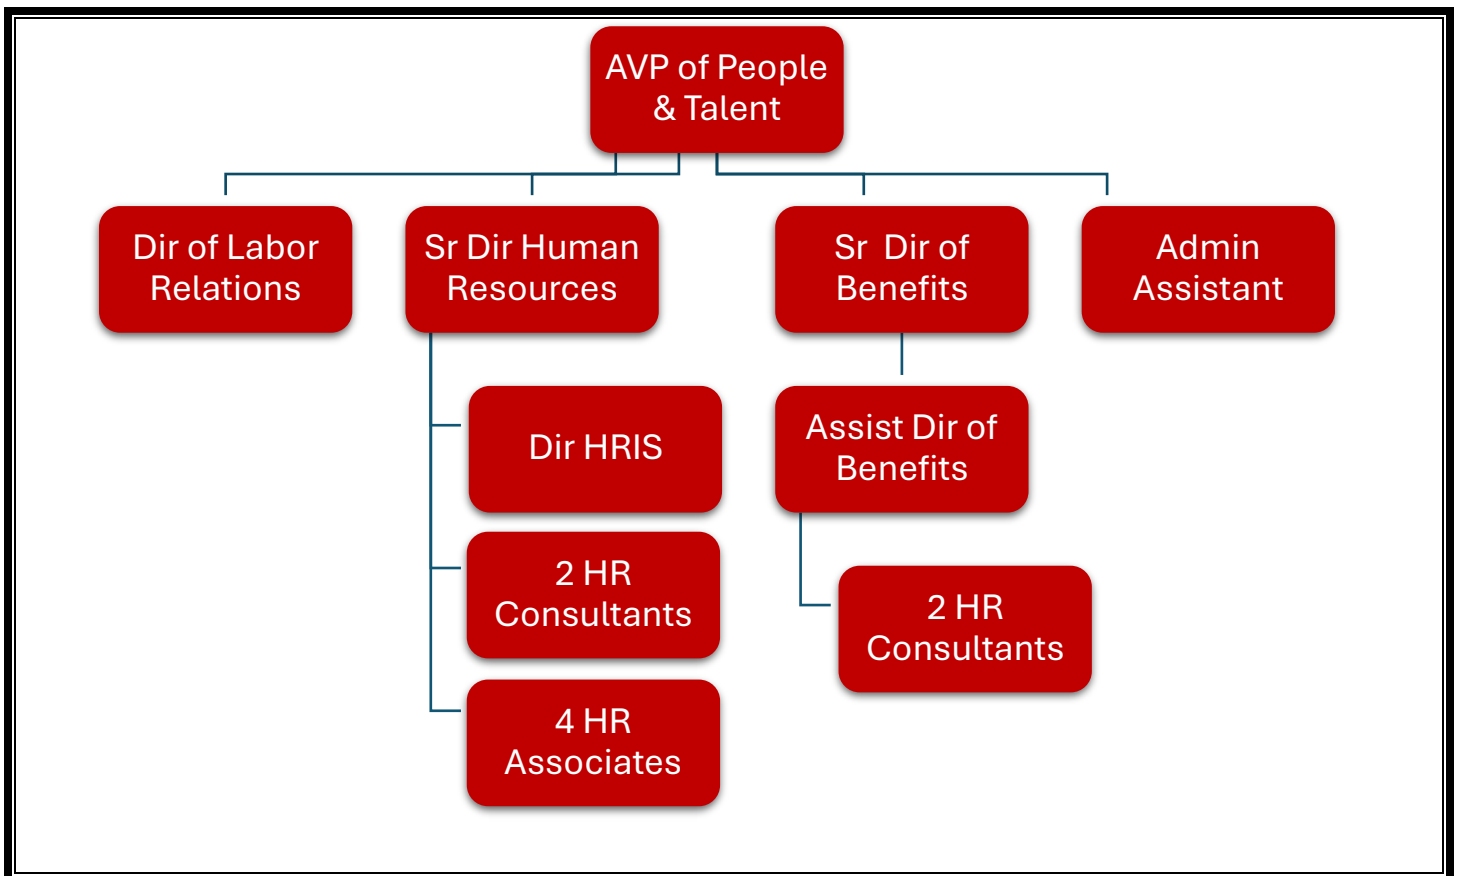 AVP of People
& Talent
Dir of Labor
Relations
Sr Dir Human
Resources
Sr  Dir of
Benefits
Admin
Assistant
Dir HRIS
Assist Dir of
Benefits
2 HR
Consultants
2 HR
Consultants
4 HR
Associates